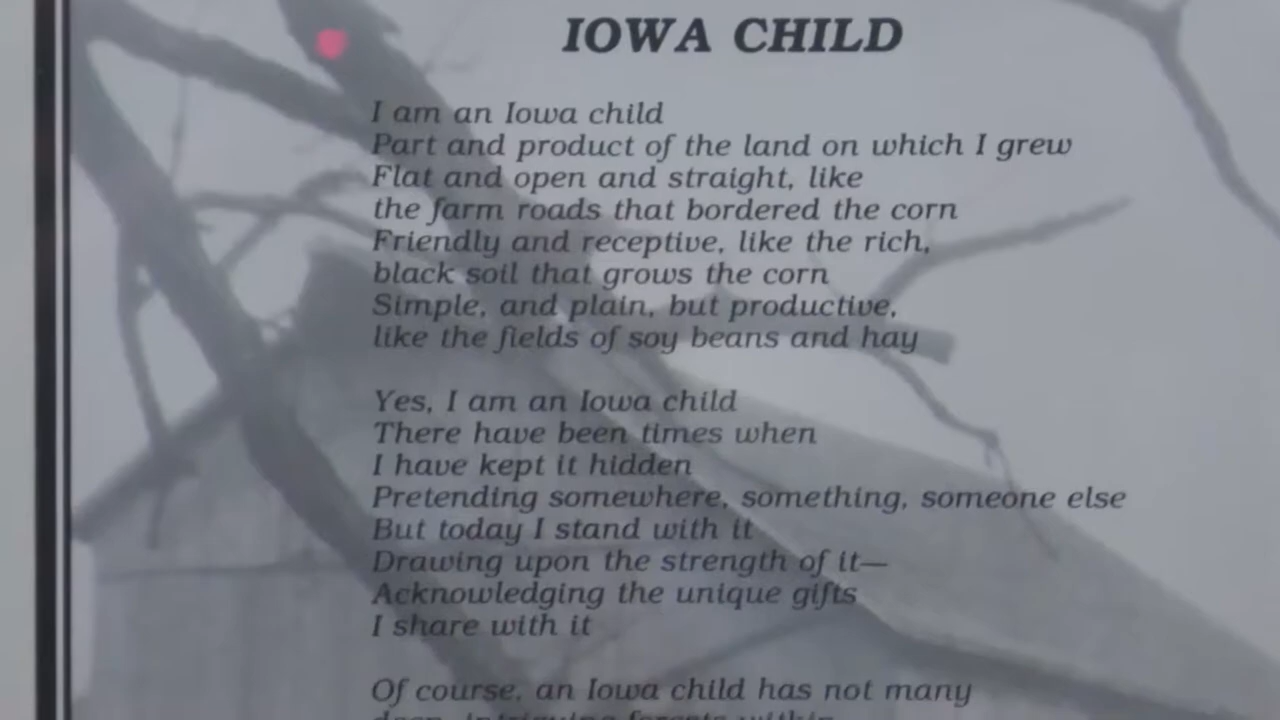 IOWA CHILD
I am an Iowa child
Part and product of the land on which I grew
Flat and open and straight, like
the farm roads that bordered the corn
Friendly and receptive, like the rich,
black soil that grows the corn
Simple, and plain, but productive,
like the fields of soy beans and hay
Yes, I am an Iowa child
There have been times when
I have kept it hidden
Pretending somewhere, something, someone else
But today I stand with it
Drawing upon the strength of it—
Acknowledging the unique gifts
I share with it
Of course, an Iowa child has not many
deep, intriguing forests within